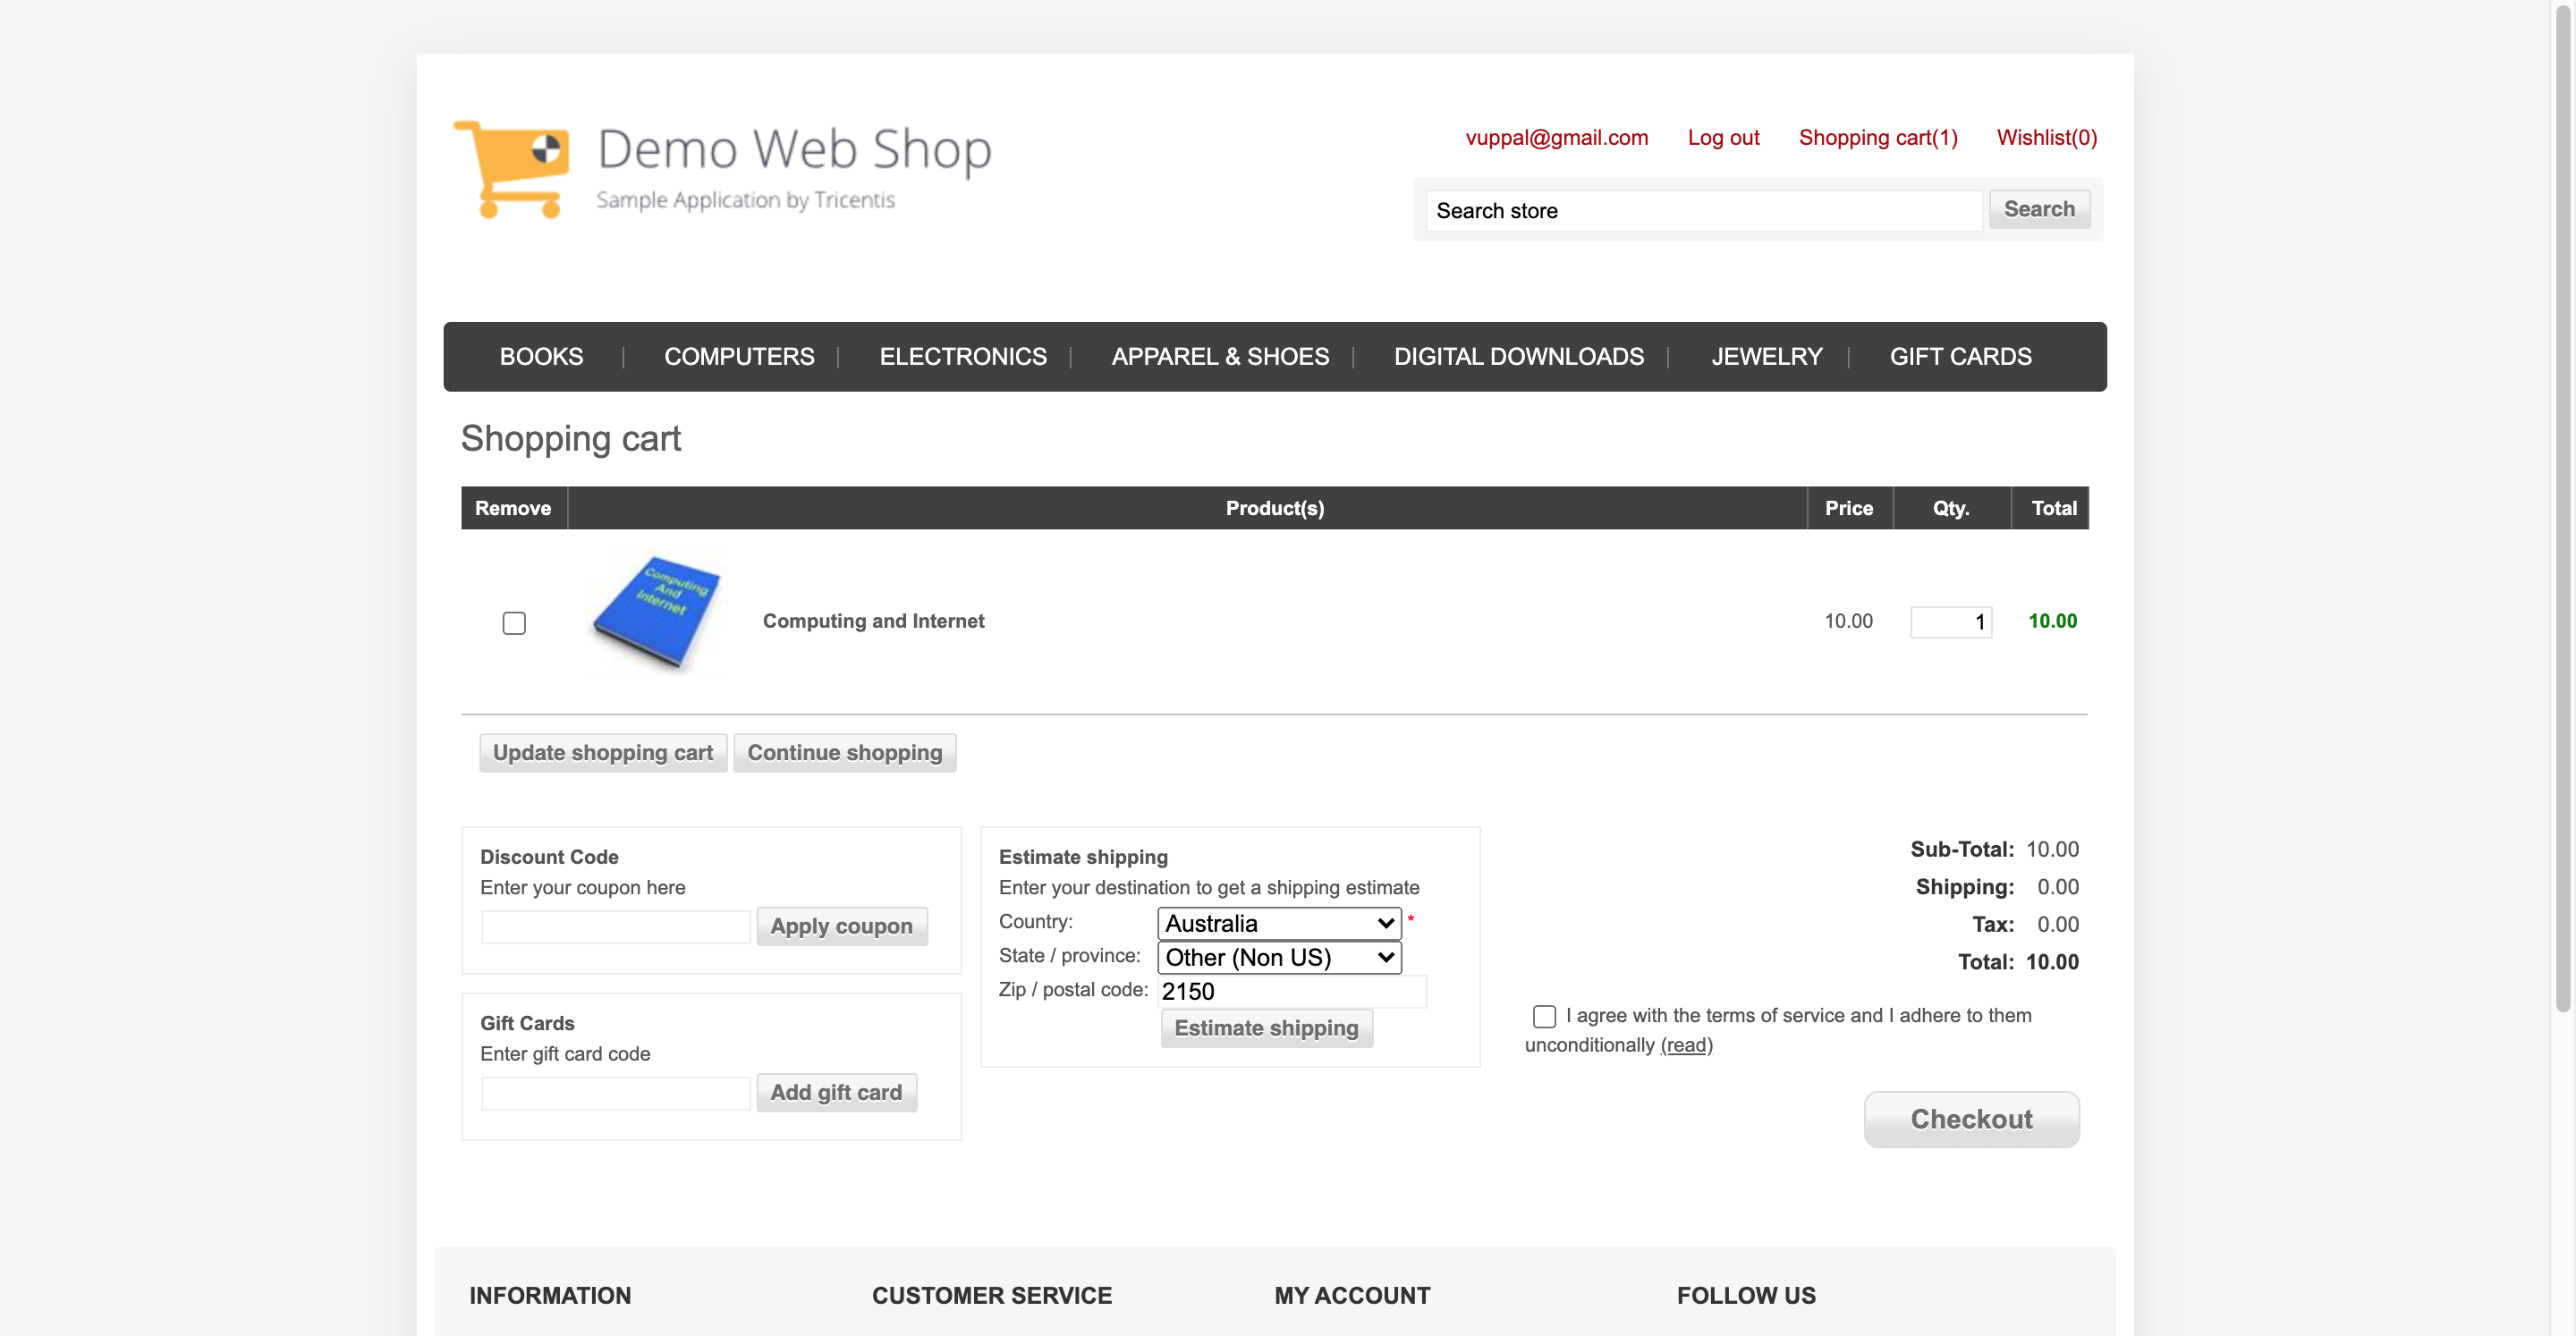 Demo Web Shop
Sample Application by Tricentis
vuppal@gmail.com Log out Shopping cart(1) Wishlist(0)
Search store Search
BOOKS COMPUTERS ELECTRONICS APPAREL & SHOES DIGITAL DOWNLOADS JEWELRY GIFT CARDS
Shopping cart
Remove Product(s) Price Qty. Total
Computing
And
Internet
Computing and Internet 10.00 1 10.00
Update shopping cart Continue shopping
Discount Code
Enter your coupon here
Apply coupon
Gift Cards
Enter gift card code
Add gift card
Estimate shipping
Enter your destination to get a shipping estimate
Country: Australia *
State / province: Other (Non US)
Zip / postal code: 2150
Estimate shipping
Sub-Total: 10.00
Shipping: 0.00
Tax: 0.00
Total: 10.00
I agree with the terms of service and I adhere to them
unconditionally (read)
Checkout
INFORMATION CUSTOMER SERVICE MY ACCOUNT FOLLOW US